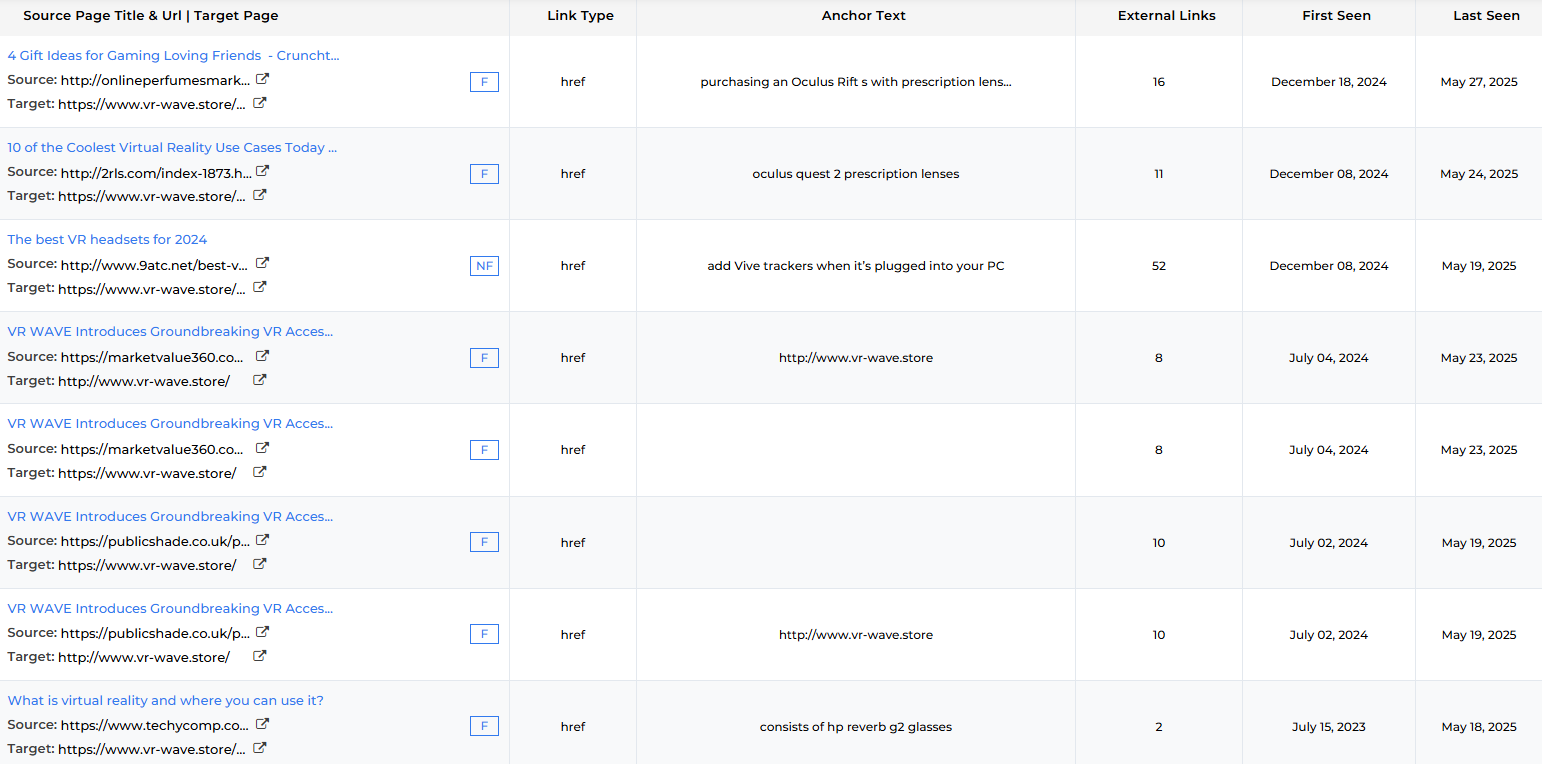 Source Page Title & Url | Target Page Link Type Anchor Text External Links First Seen Last Seen
4 Gift Ideas for Gaming Loving Friends - Cruncht...
Source: http://onlineperfumesmark...
Target: https://www.vr-wave.store/...
F href purchasing an Oculus Rift s with prescription lens... 16 December 18, 2024 May 27, 2025
10 of the Coolest Virtual Reality Use Cases Today ...
Source: http://2rls.com/index-1873.h...
Target: https://www.vr-wave.store/...
F href oculus quest 2 prescription lenses 11 December 08, 2024 May 24, 2025
The best VR headsets for 2024
Source: http://www.9atc.net/best-v...
Target: https://www.vr-wave.store/...
NF href add Vive trackers when it's plugged into your PC 52 December 08, 2024 May 19, 2025
VR WAVE Introduces Groundbreaking VR Acces...
Source: https://marketvalue360.co...
Target: http://www.vr-wave.store/
F href http://www.vr-wave.store 8 July 04, 2024 May 23, 2025
VR WAVE Introduces Groundbreaking VR Acces...
Source: https://marketvalue360.co...
Target: https://www.vr-wave.store/
F href 8 July 04, 2024 May 23, 2025
VR WAVE Introduces Groundbreaking VR Acces...
Source: https://publicshade.co.uk/p...
Target: https://www.vr-wave.store/
F href 10 July 02, 2024 May 19, 2025
VR WAVE Introduces Groundbreaking VR Acces...
Source: https://publicshade.co.uk/p...
Target: http://www.vr-wave.store/
F href http://www.vr-wave.store 10 July 02, 2024 May 19, 2025
What is virtual reality and where you can use it?
Source: https://www.techycomp.co...
Target: https://www.vr-wave.store/...
F href consists of hp reverb g2 glasses 2 July 15, 2023 May 18, 2025